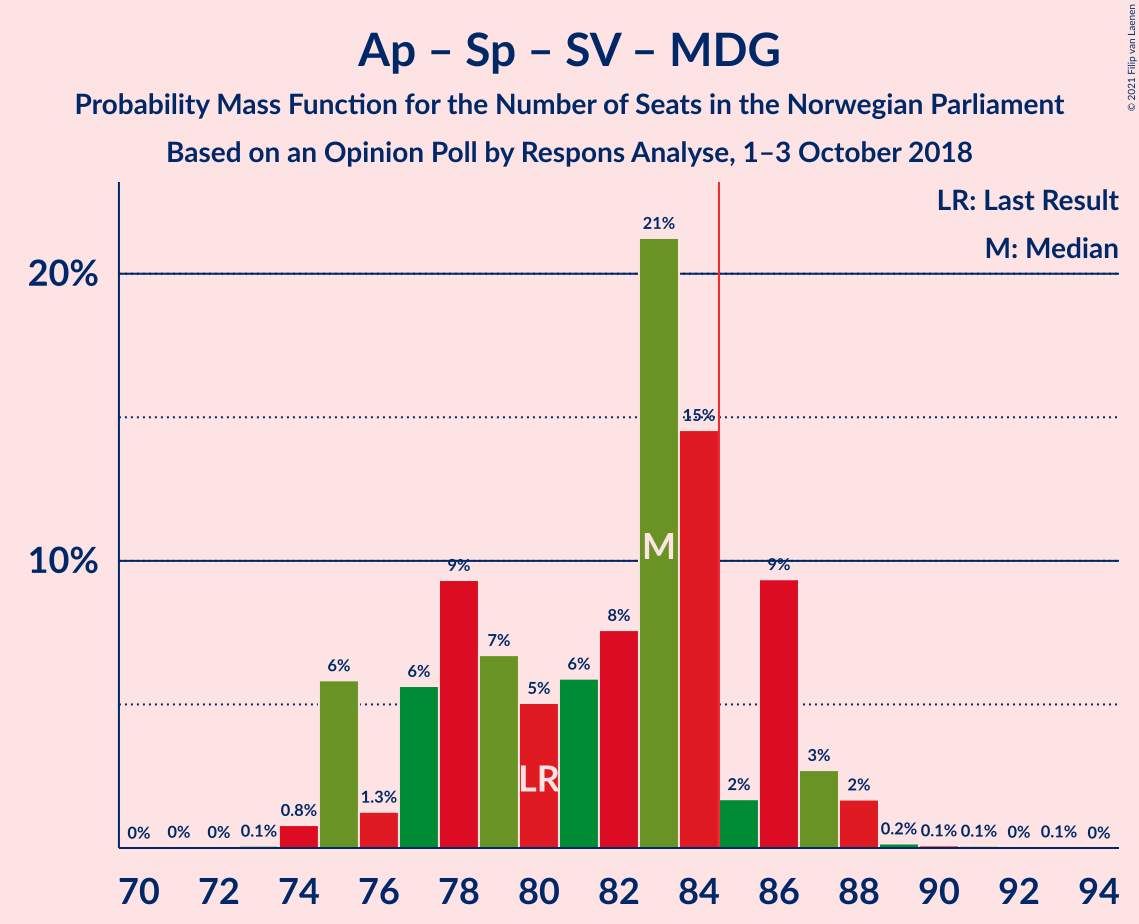 Ap – Sp – SV – MDG
Probability Mass Function for the Number of Seats in the Norwegian Parliament
Based on an Opinion Poll by Respons Analyse, 1–3 October 2018
© 2021 Filip van Laenen
LR: Last Result
M: Median
20%
10%
0% 0% 0% 0.1% 0.8% 6% 1.3% 6% 9% 7% 5% 6% 8% 21% 15% 2% 9% 3% 2% 0.2% 0.1% 0.1% 0% 0.1% 0%
M
LR
70 72 74 76 78 80 82 84 86 88 90 92 94